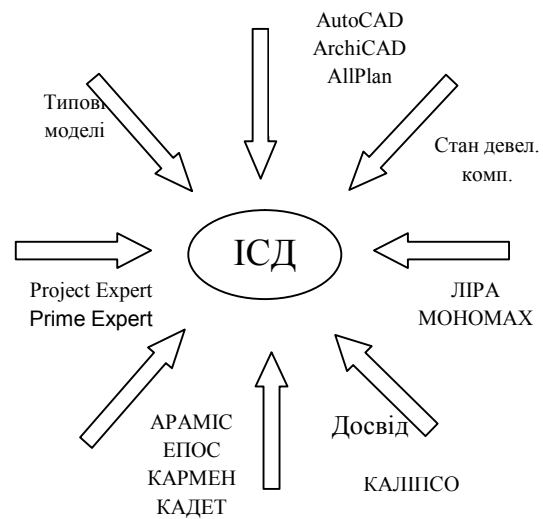 AutoCAD
ArchiCAD
AllPlan
Типові
моделі
Стан девел.
комп.
ІСД
Project Expert
Prime Expert
ЛІРА
МОНОМАХ
АРАМІС
ЕПОС
КАРМЕН
КАДЕТ
Досвід
КАЛІПСО